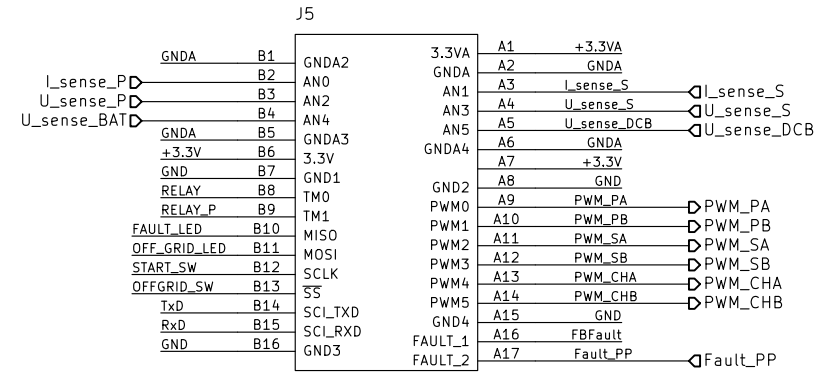 J5
GNDA B1 GNDA2 3.3VA A1 +3.3VA
I_sense_P B2 AN0 GNDA A2 GNDA
U_sense_P B3 AN2 AN1 A3 I_sense_S I_sense_S
U_sense_BAT B4 AN4 AN3 A4 U_sense_S U_sense_S
GNDA B5 GNDA3 AN5 A5 U_sense_DCB U_sense_DCB
+3.3V B6 3.3V GNDA4 A6 GNDA
GND B7 GND1 A7 +3.3V
RELAY B8 TM0 GND2 A8 GND
RELAY_P B9 TM1 PWM0 A9 PWM_PA PWM_PA
FAULT_LED B10 MISO PWM1 A10 PWM_PB PWM_PB
OFF_GRID_LED B11 MOSI PWM2 A11 PWM_SA PWM_SA
START_SW B12 SCLK PWM3 A12 PWM_SB PWM_SB
OFFGRID_SW B13 SS PWM4 A13 PWM_CHA PWM_CHA
TxD B14 SCI_TXD PWM5 A14 PWM_CHB PWM_CHB
RxD B15 SCI_RXD GND4 A15 GND
GND B16 GND3 FAULT_1 A16 FBFault
FAULT_2 A17 Fault_PP Fault_PP